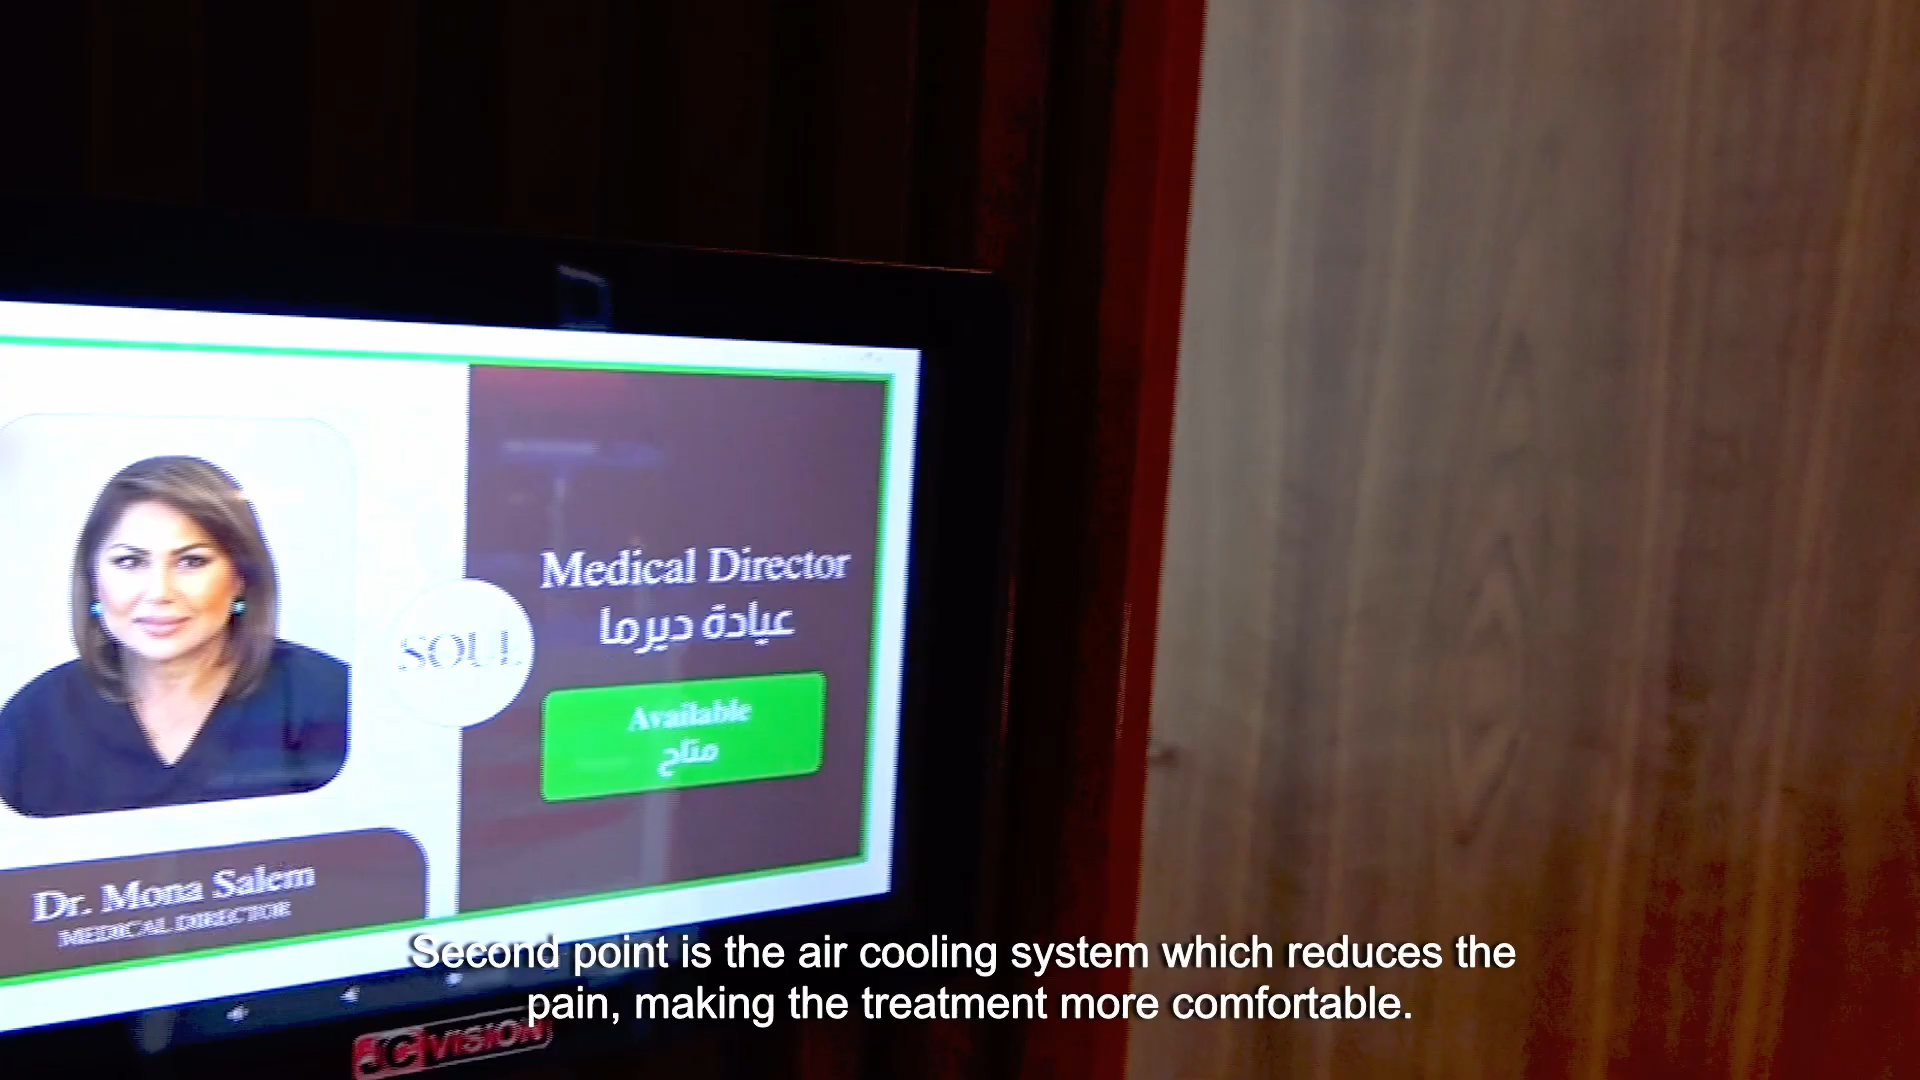 Medical Director
عيادة ديرما
SOUL
Available
متاح
Dr. Mona Salem
MEDICAL DIRECTOR
Second point is the air cooling system which reduces the
pain, making the treatment more comfortable.
VISION